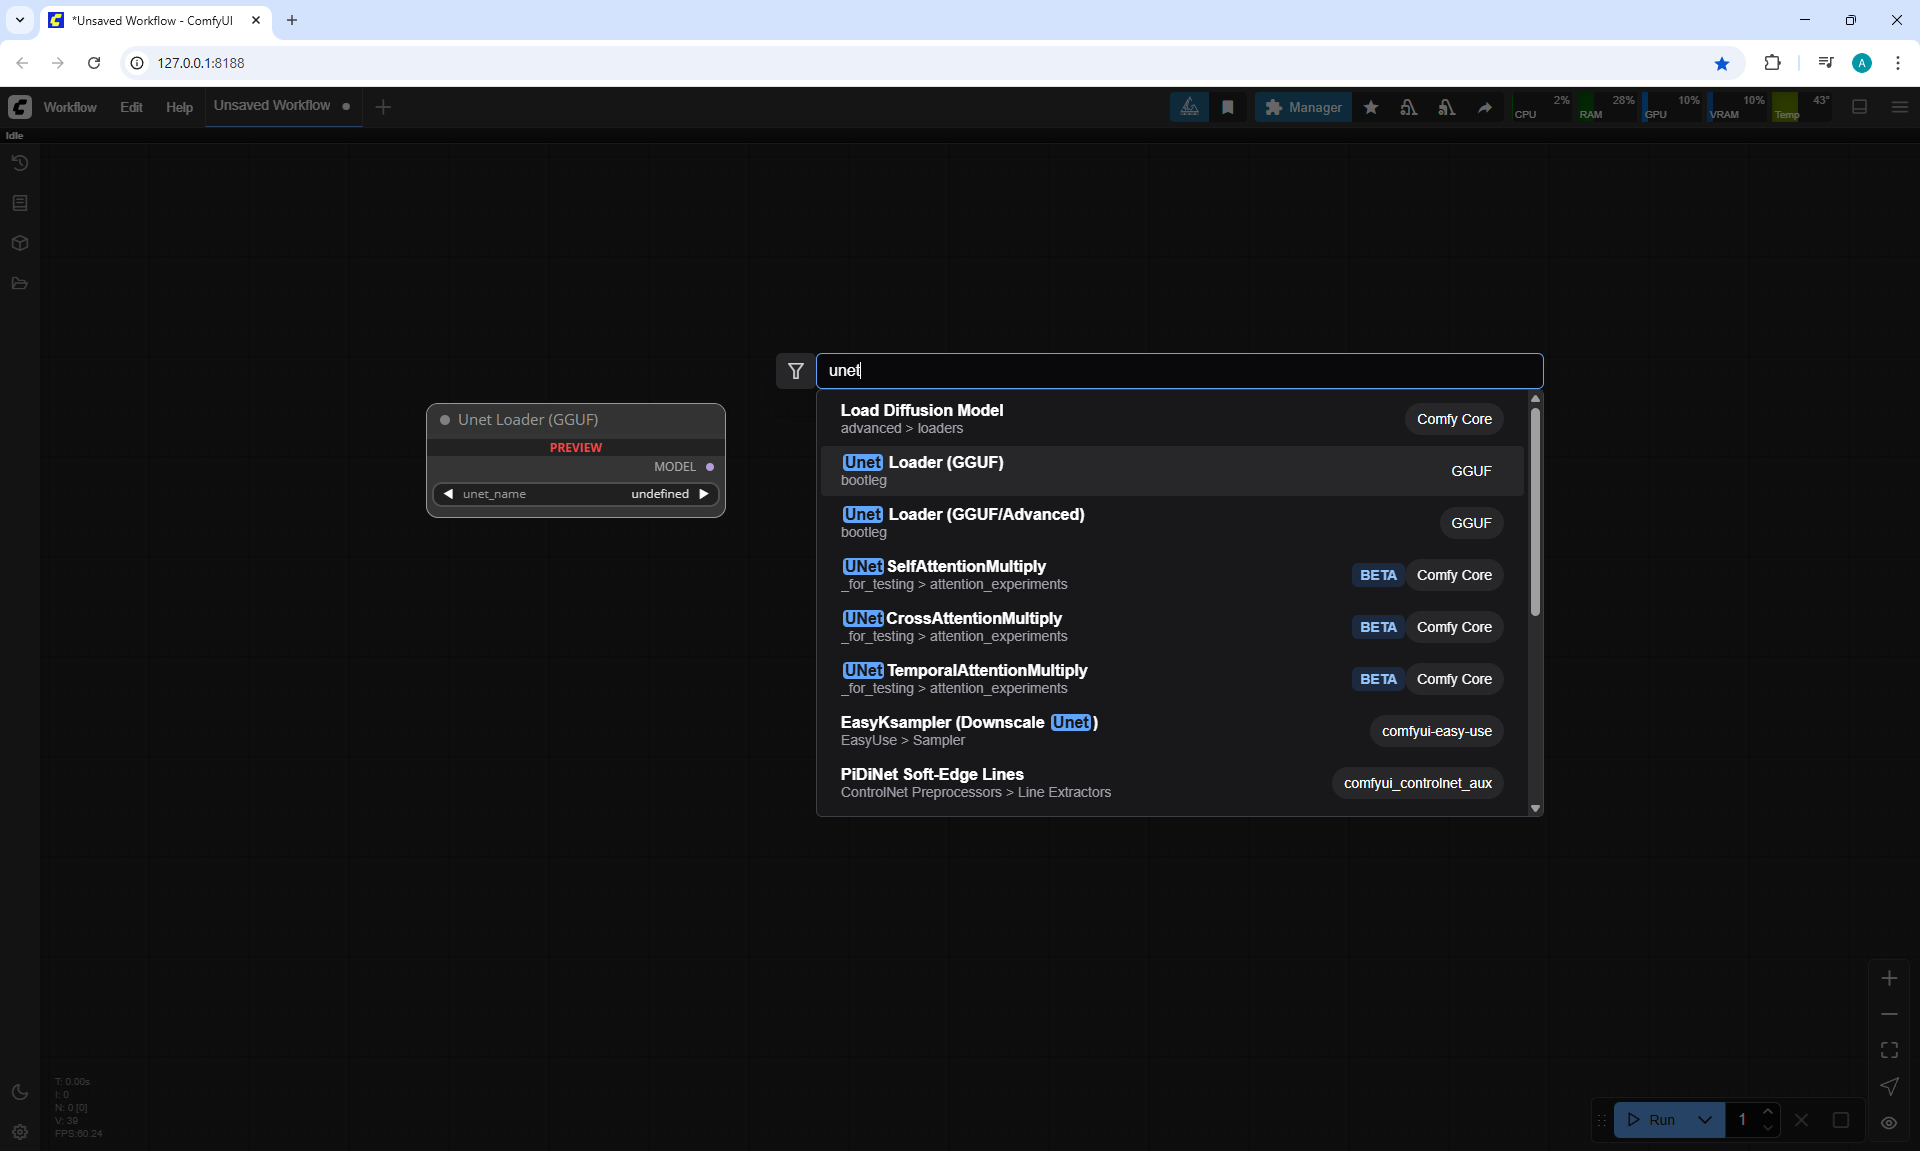 *Unsaved Workflow - ComfyUI
127.0.0.1:8188
A
Workflow
Edit
Help
Unsaved Workflow
Manager
2%
CPU
28%
RAM
10%
GPU
10%
VRAM
43°
Temp
Idle
unet
Load Diffusion Model
advanced > loaders
Comfy Core
Unet Loader (GGUF)
bootleg
GGUF
Unet Loader (GGUF/Advanced)
bootleg
GGUF
UNetSelfAttentionMultiply
_for_testing > attention_experiments
BETA
Comfy Core
UNetCrossAttentionMultiply
_for_testing > attention_experiments
BETA
Comfy Core
UNetTemporalAttentionMultiply
_for_testing > attention_experiments
BETA
Comfy Core
EasyKsampler (Downscale Unet)
EasyUse > Sampler
comfyui-easy-use
PiDiNet Soft-Edge Lines
ControlNet Preprocessors > Line Extractors
comfyui_controlnet_aux
Unet Loader (GGUF)
PREVIEW
MODEL
unet_name
undefined
T: 0.00s
I: 0
N: 0 [0]
V: 39
FPS:60.24
Run
1